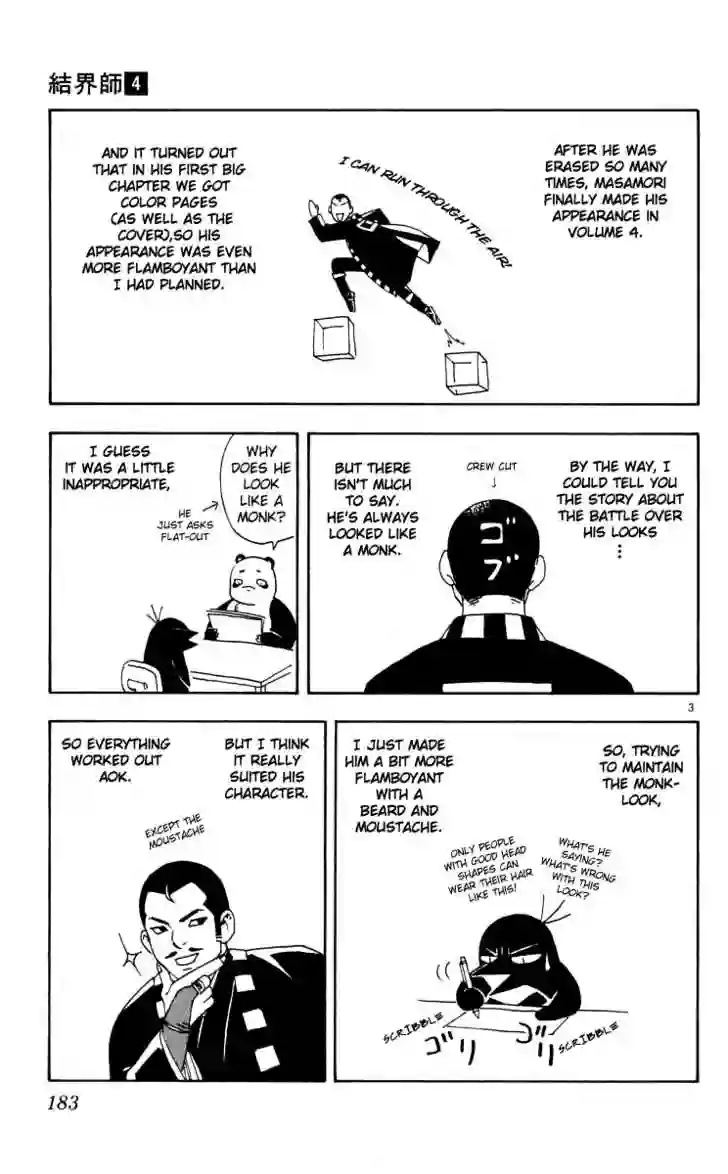 結界師4
AFTER HE WAS
ERASED SO MANY
TIMES, MASAMORI
FINALLY MADE HIS
APPEARANCE IN
VOLUME 4.
I CAN RUN THROUGH THE AIR!
AND IT TURNED OUT
THAT IN HIS FIRST BIG
CHAPTER WE GOT
COLOR PAGES
(AS WELL AS THE
COVER),SO HIS
APPEARANCE WAS EVEN
MORE FLAMBOYANT THAN
I HAD PLANNED.
BY THE WAY, I
COULD TELL YOU
THE STORY ABOUT
THE BATTLE OVER
HIS LOOKS
...
CREW CUT
↓
ゴブ
BUT THERE
ISN'T MUCH
TO SAY.
HE'S ALWAYS
LOOKED LIKE
A MONK.
WHY
DOES HE
LOOK
LIKE A
MONK?
HE
JUST ASKS
FLAT-OUT
I GUESS
IT WAS A LITTLE
INAPPROPRIATE,
3
SO, TRYING
TO MAINTAIN
THE MONK-
LOOK,
I JUST MADE
HIM A BIT MORE
FLAMBOYANT
WITH A
BEARD AND
MOUSTACHE.
WHAT'S HE
SAYING?
WHAT'S WRONG
WITH THIS
LOOK?
ONLY PEOPLE
WITH GOOD HEAD
SHAPES CAN
WEAR THEIR HAIR
LIKE THIS!
SCRIBBLE
ゴリ
ゴリ
SCRIBBLE
BUT I THINK
IT REALLY
SUITED HIS
CHARACTER.
SO EVERYTHING
WORKED OUT
AOK.
EXCEPT THE
MOUSTACHE
183